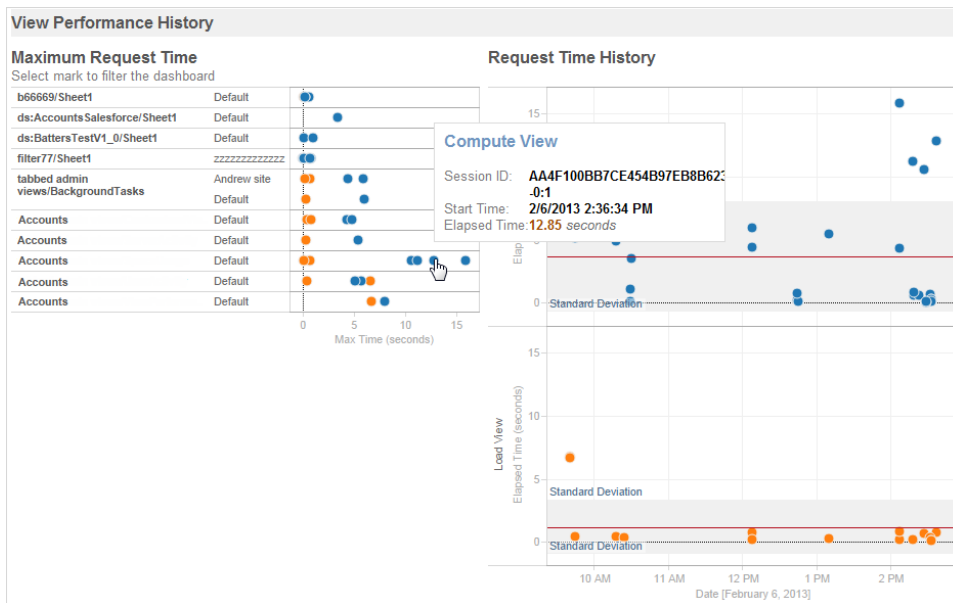 View Performance History
Maximum Request Time
Select mark to filter the dashboard
b66669/Sheet1 Default
ds:AccountsSalesforce/Sheet1 Default
ds:BattersTestV1_0/Sheet1 Default
filter77/Sheet1 zzzzzzzzzzzzz
tabbed admin views/BackgroundTasks Andrew site
Default
Accounts Default
Accounts Default
Accounts Default
Accounts Default
Accounts Default
0 5 10 15
Max Time (seconds)
Request Time History
15
Compute View
Session ID: AA4F100BB7CE454B97EB8B623
-0:1
Start Time: 2/6/2013 2:36:34 PM
Elapsed Time: 12.85 seconds
0
Standard Deviation
Load View
Elapsed Time (seconds)
15
10
5
Standard Deviation
0
Standard Deviation
10 AM 11 AM 12 PM 1 PM 2 PM
Date [February 6, 2013]